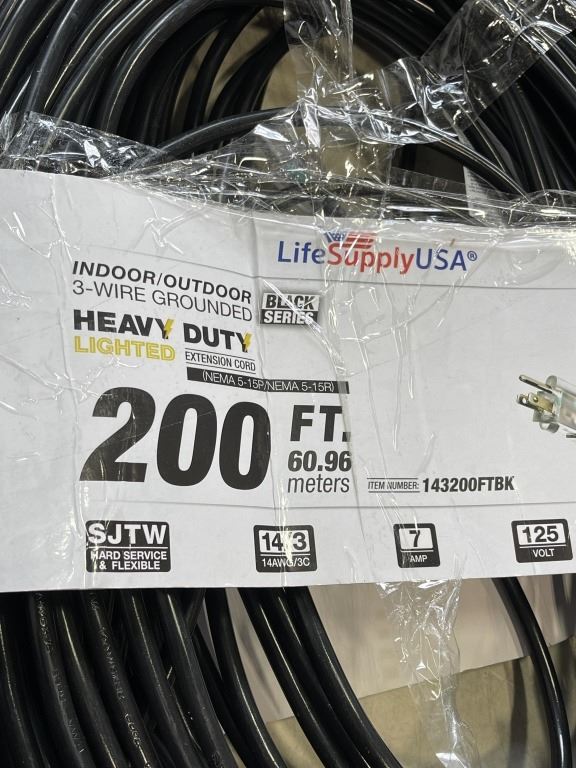 LifeSupplyUSA®
INDOOR/OUTDOOR
3-WIRE GROUNDED
BLACK
SERIES
HEAVY DUTY
LIGHTED
EXTENSION CORD
(NEMA 5-15P/NEMA 5-15R)
200 FT.
60.96
meters
ITEM NUMBER: 143200FTBK
SJTW
HARD SERVICE
& FLEXIBLE
14/3
14AWG/3C
7
AMP
125
VOLT